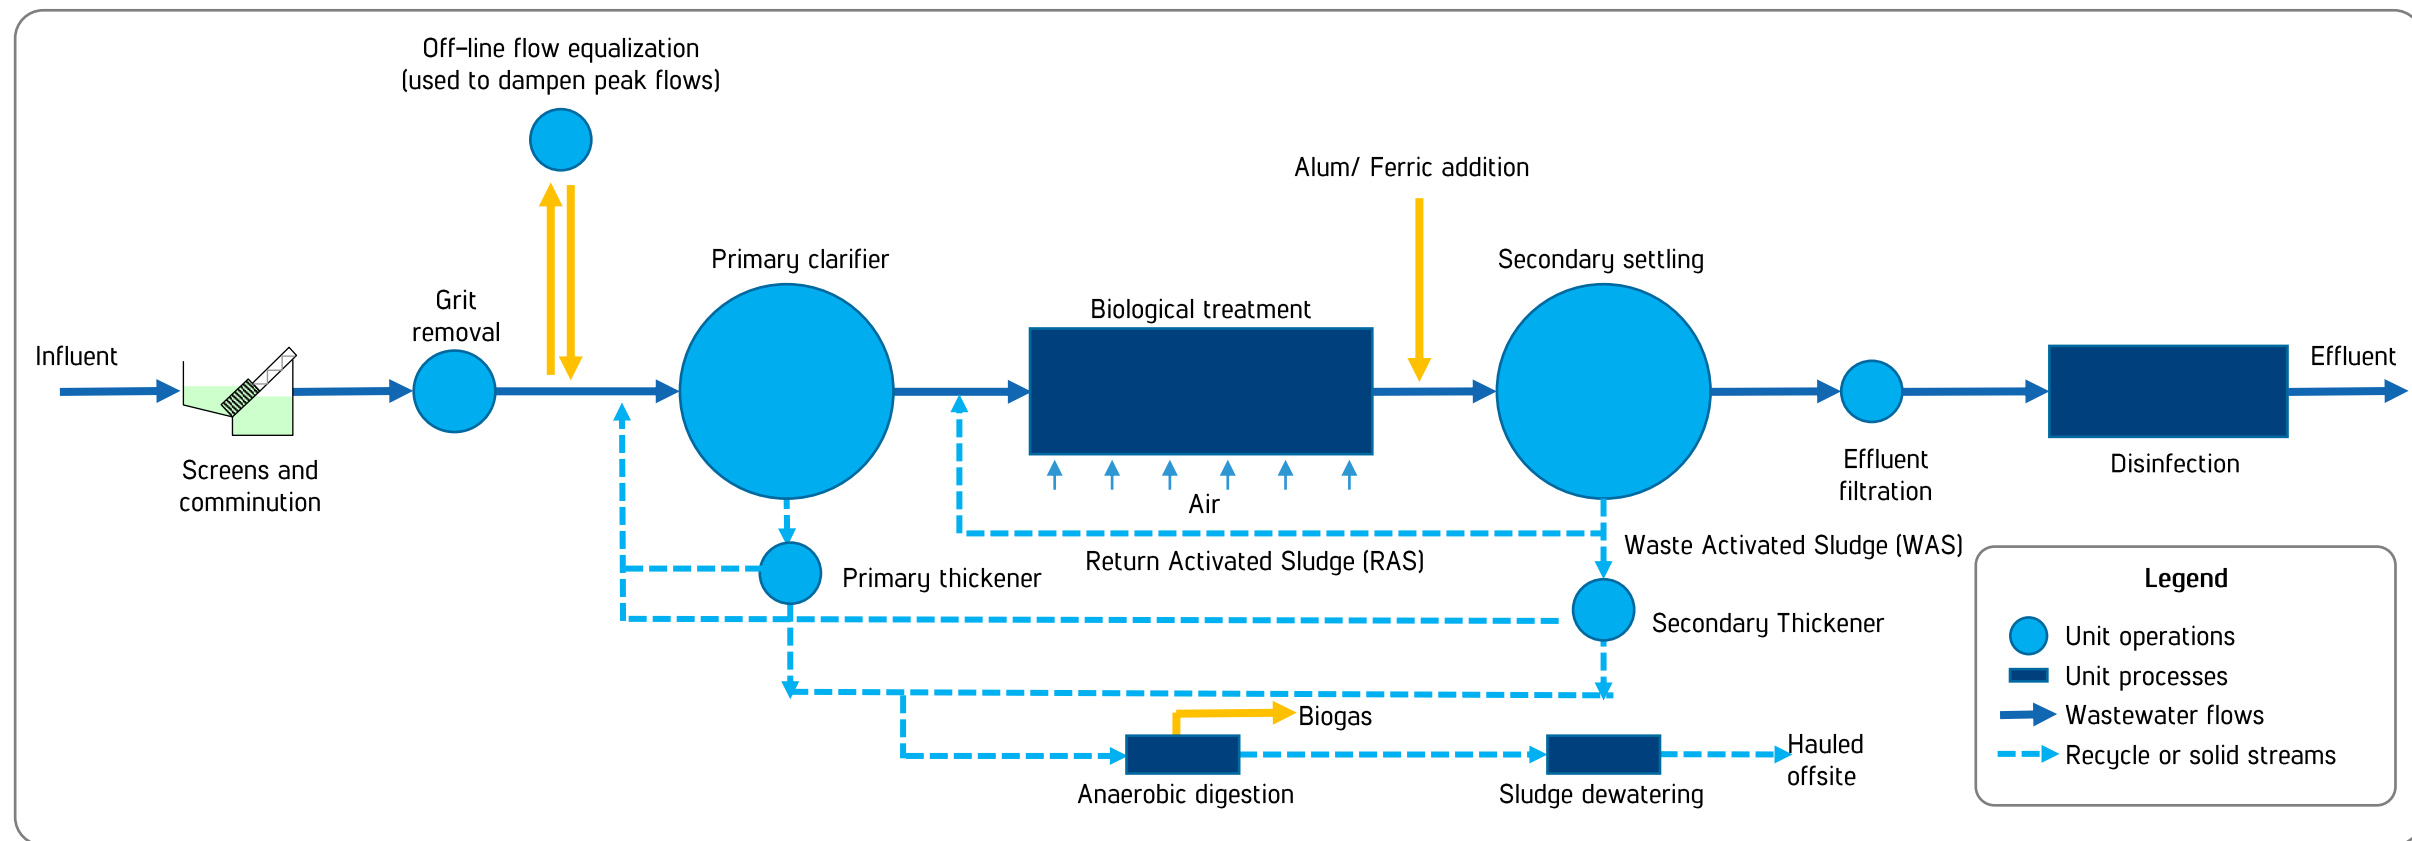 Off-line flow equalization
(used to dampen peak flows)
Alum/ Ferric addition
Primary clarifier
Secondary settling
Grit
removal
Biological treatment
Influent
Effluent
Screens and
comminution
Effluent
filtration
Disinfection
Air
Return Activated Sludge (RAS)
Waste Activated Sludge (WAS)
Primary thickener
Secondary Thickener
Biogas
Hauled
offsite
Anaerobic digestion
Sludge dewatering
Legend
Unit operations
Unit processes
Wastewater flows
Recycle or solid streams